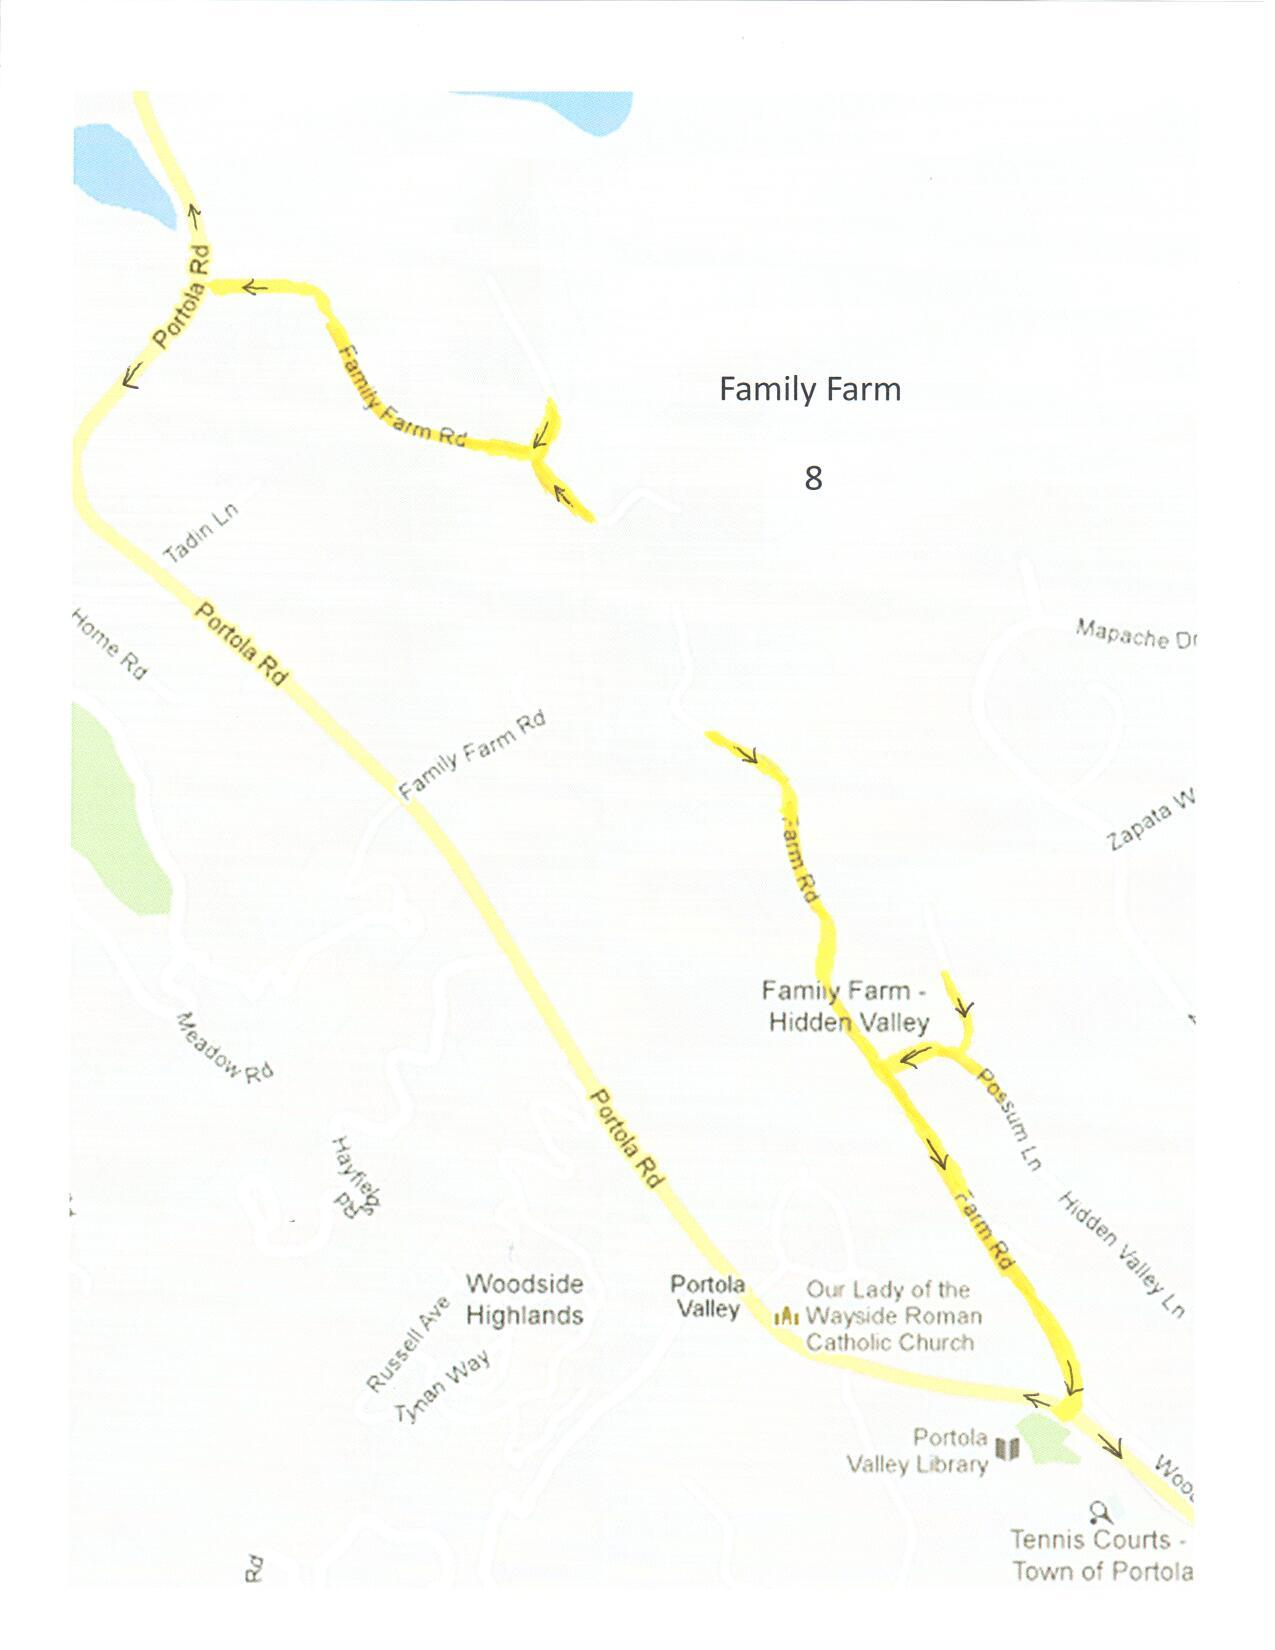 Portola Rd
Family Farm Rd
Family Farm
8
Tadin Ln
Home Rd
Portola Rd
Mapache Dr
Family Farm Rd
Zapata W
Farm Rd
Family Farm -
Hidden Valley
Meadow Rd
Possum Ln
Portola Rd
Hayfields
Rd
Farm Rd
Hidden Valley Ln
Woodside
Highlands
Portola
Valley
Our Lady of the
Wayside Roman
Catholic Church
Russell Ave
Tynan Way
Portola
Valley Library
Tennis Courts -
Town of Portola
Rd